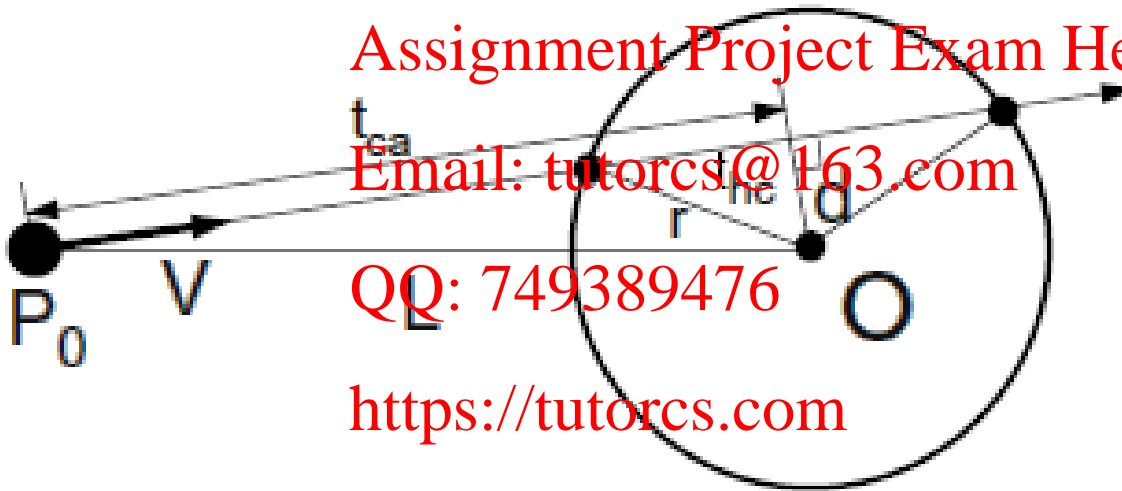 Assignment Project Exam He
t_ca
Email: tutorcs@163.com
t_hc d
r
V
QQ: 749389476
L O
P_0
https://tutorcs.com